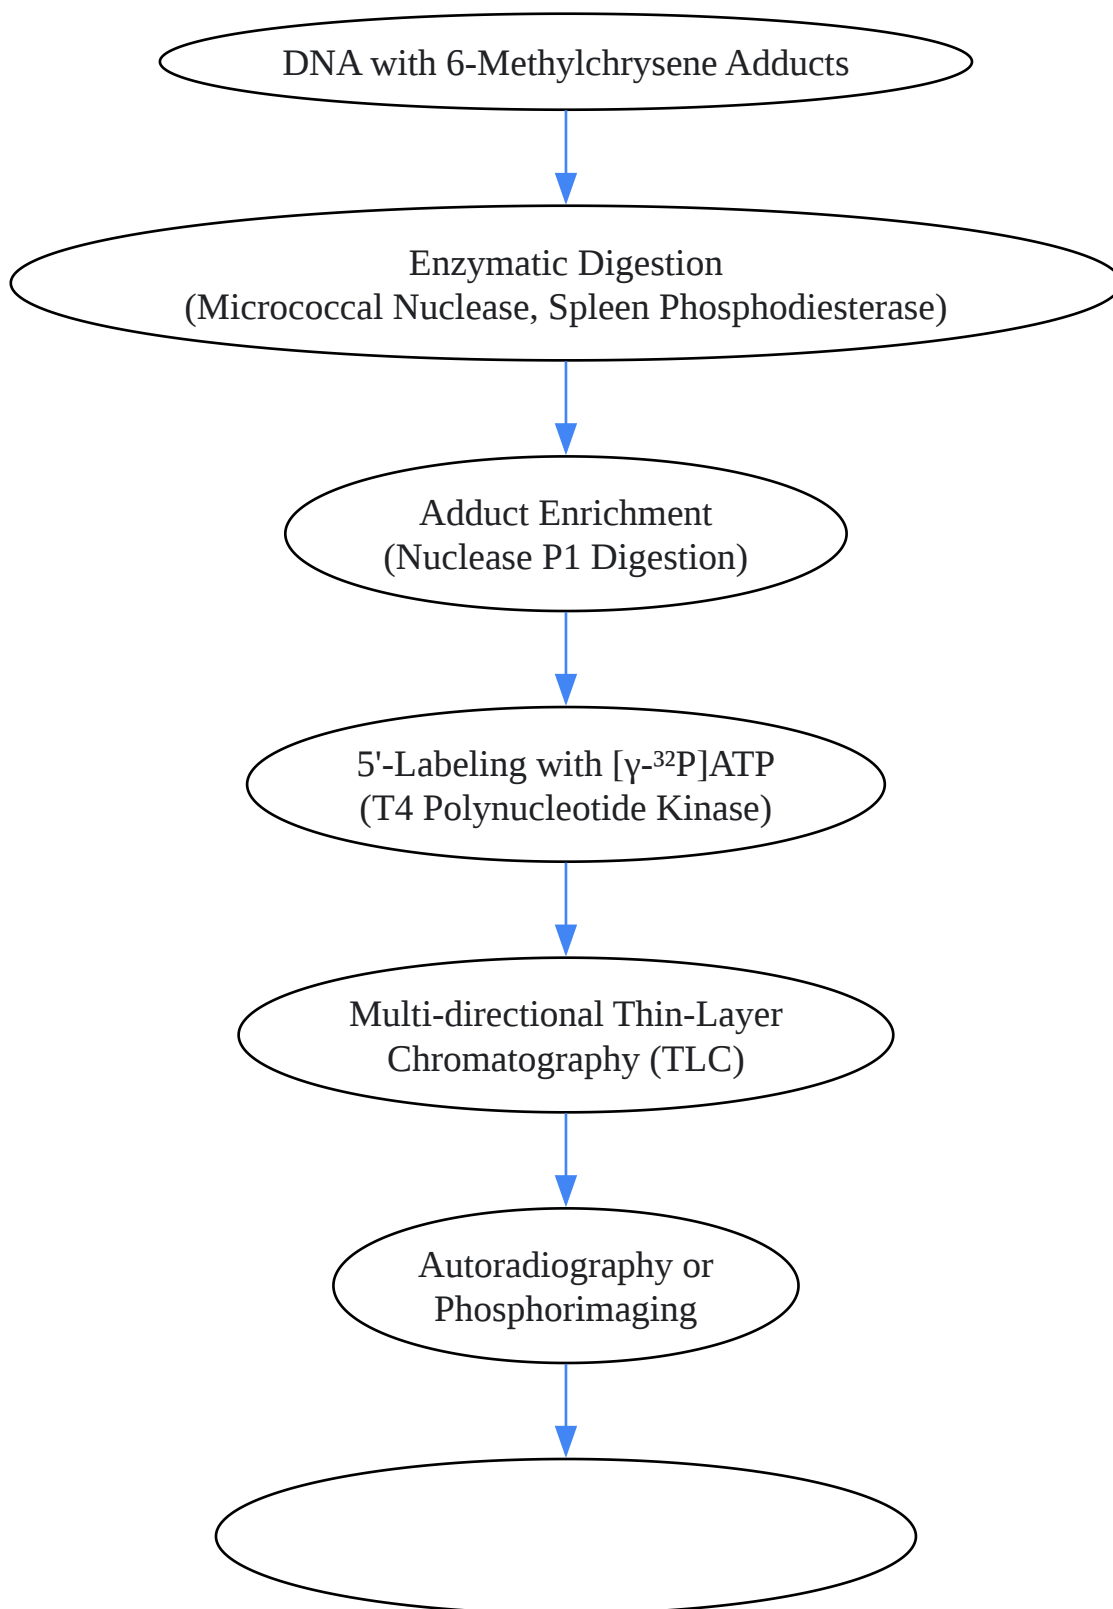 DNA with 6-Methylchrysene Adducts
Enzymatic Digestion
(Micrococcal Nuclease, Spleen Phosphodiesterase)
Adduct Enrichment
(Nuclease P1 Digestion)
5'-Labeling with [γ-³²P]ATP
(T4 Polynucleotide Kinase)
Multi-directional Thin-Layer
Chromatography (TLC)
Autoradiography or
Phosphorimaging